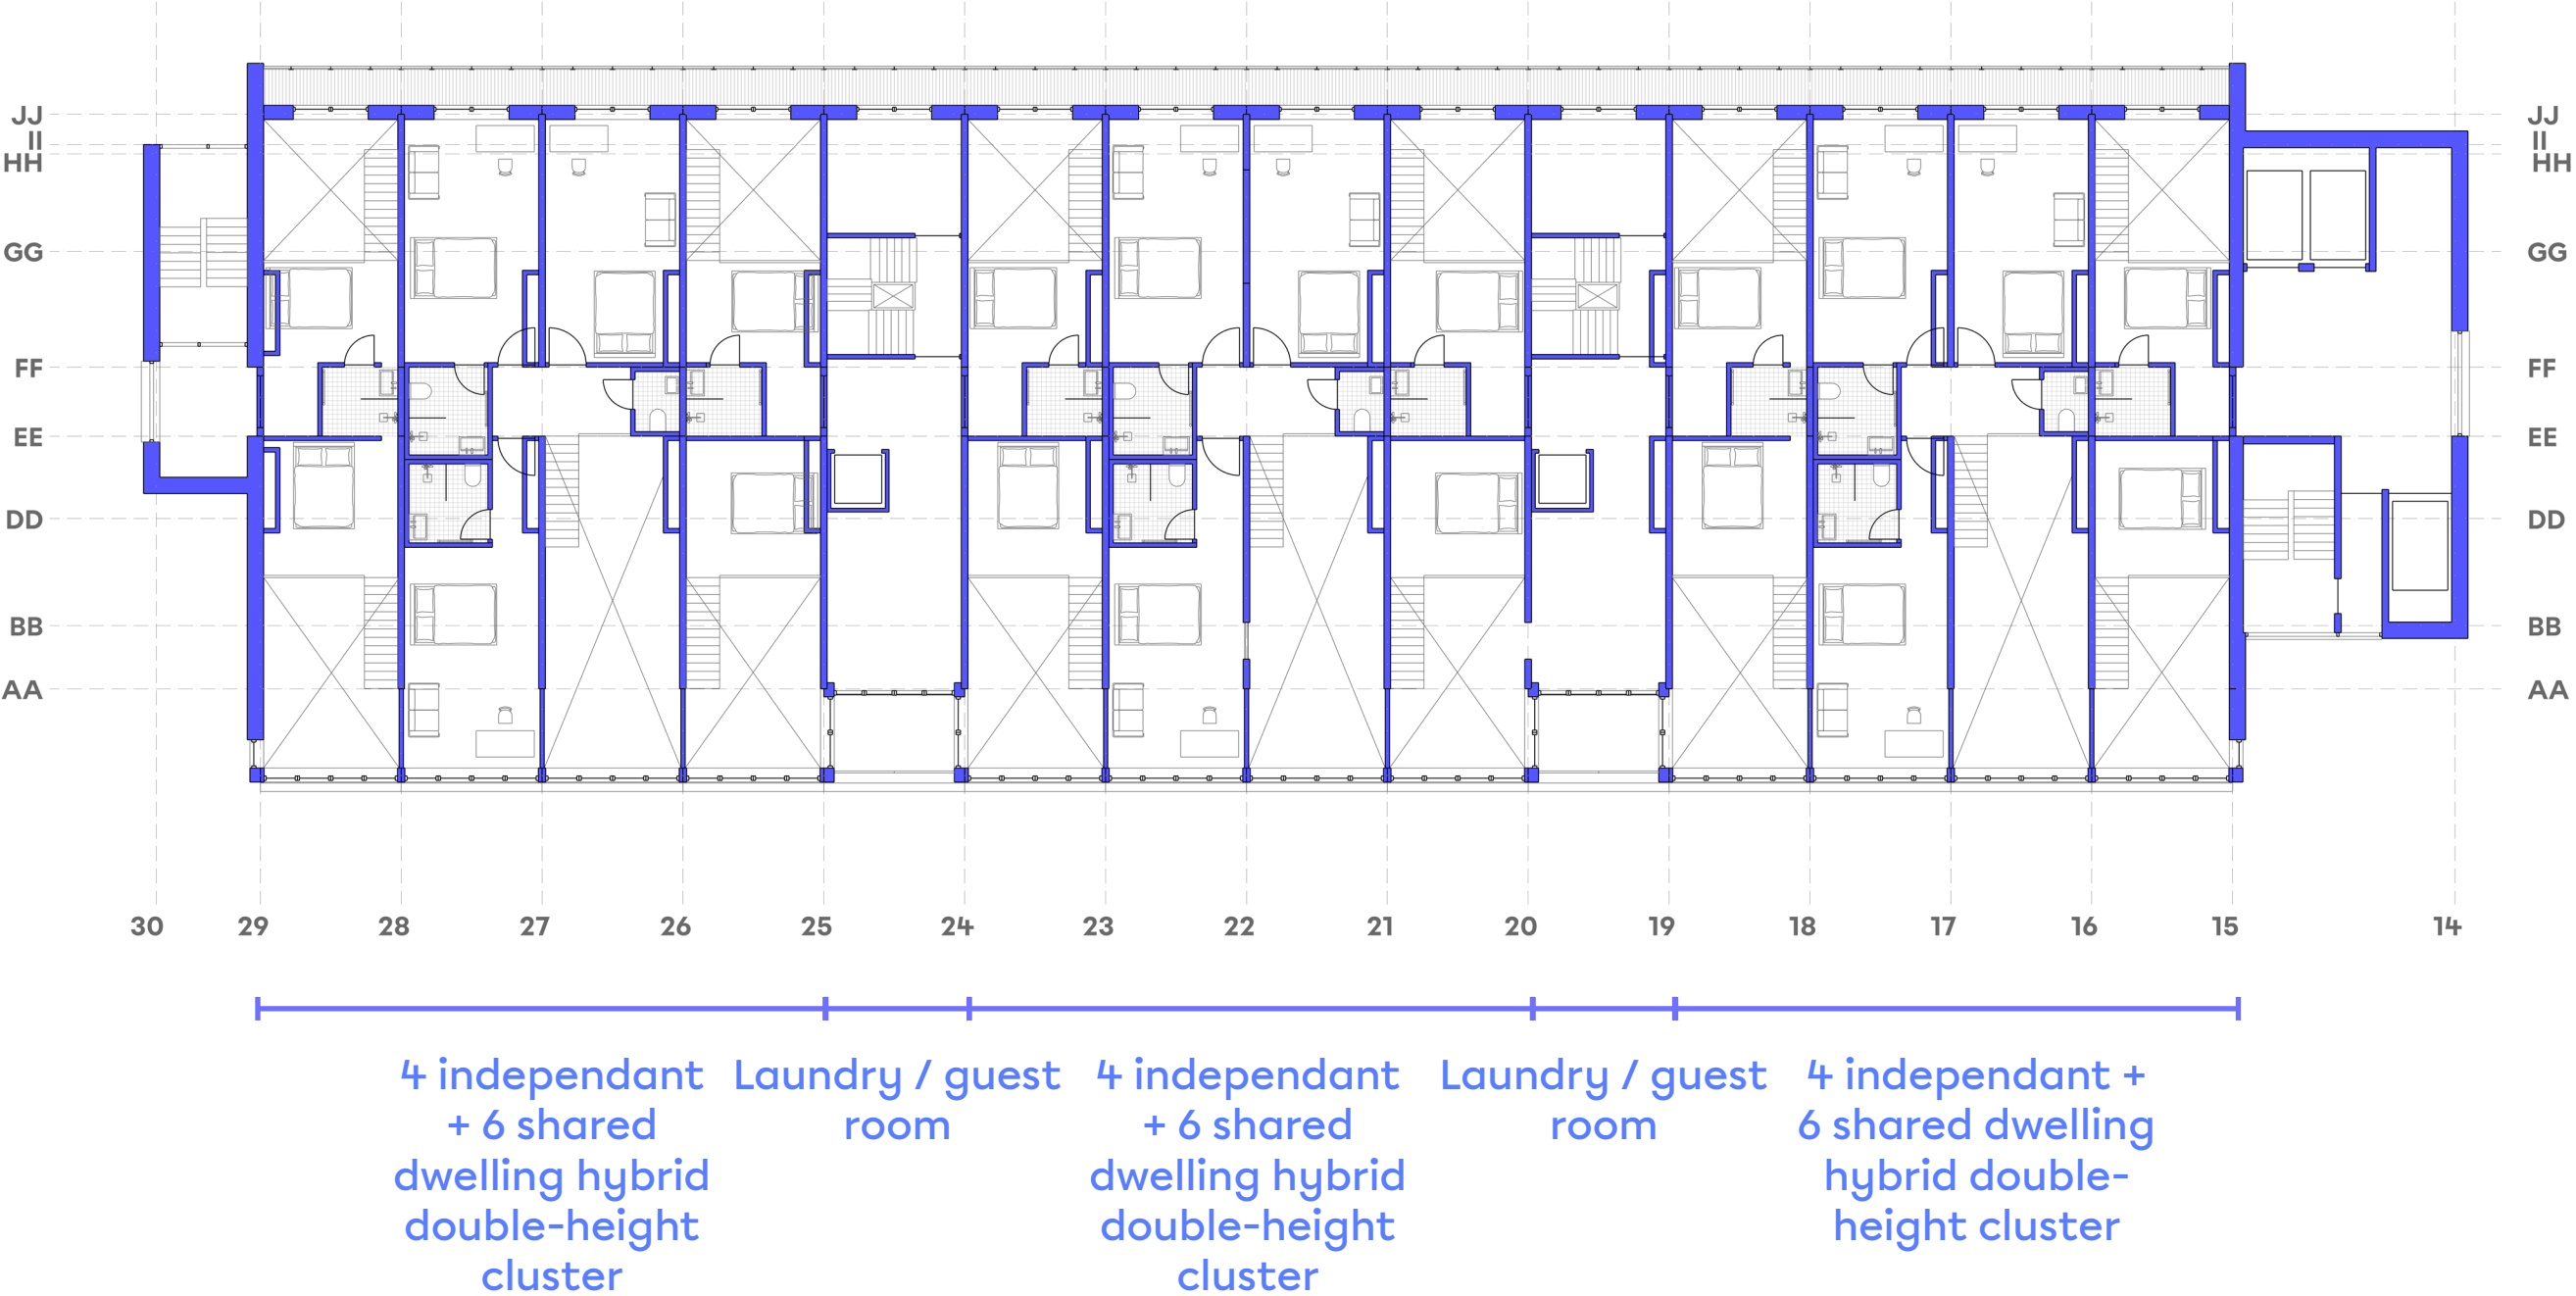 JJ
II
HH
GG
FF
EE
DD
BB
AA
JJ
II
HH
GG
FF
EE
DD
BB
AA
30 29 28 27 26 25 24 23 22 21 20 19 18 17 16 15 14
4 independant
+ 6 shared
dwelling hybrid
double-height
cluster
Laundry / guest
room
4 independant
+ 6 shared
dwelling hybrid
double-height
cluster
Laundry / guest
room
4 independant +
6 shared dwelling
hybrid double-
height cluster